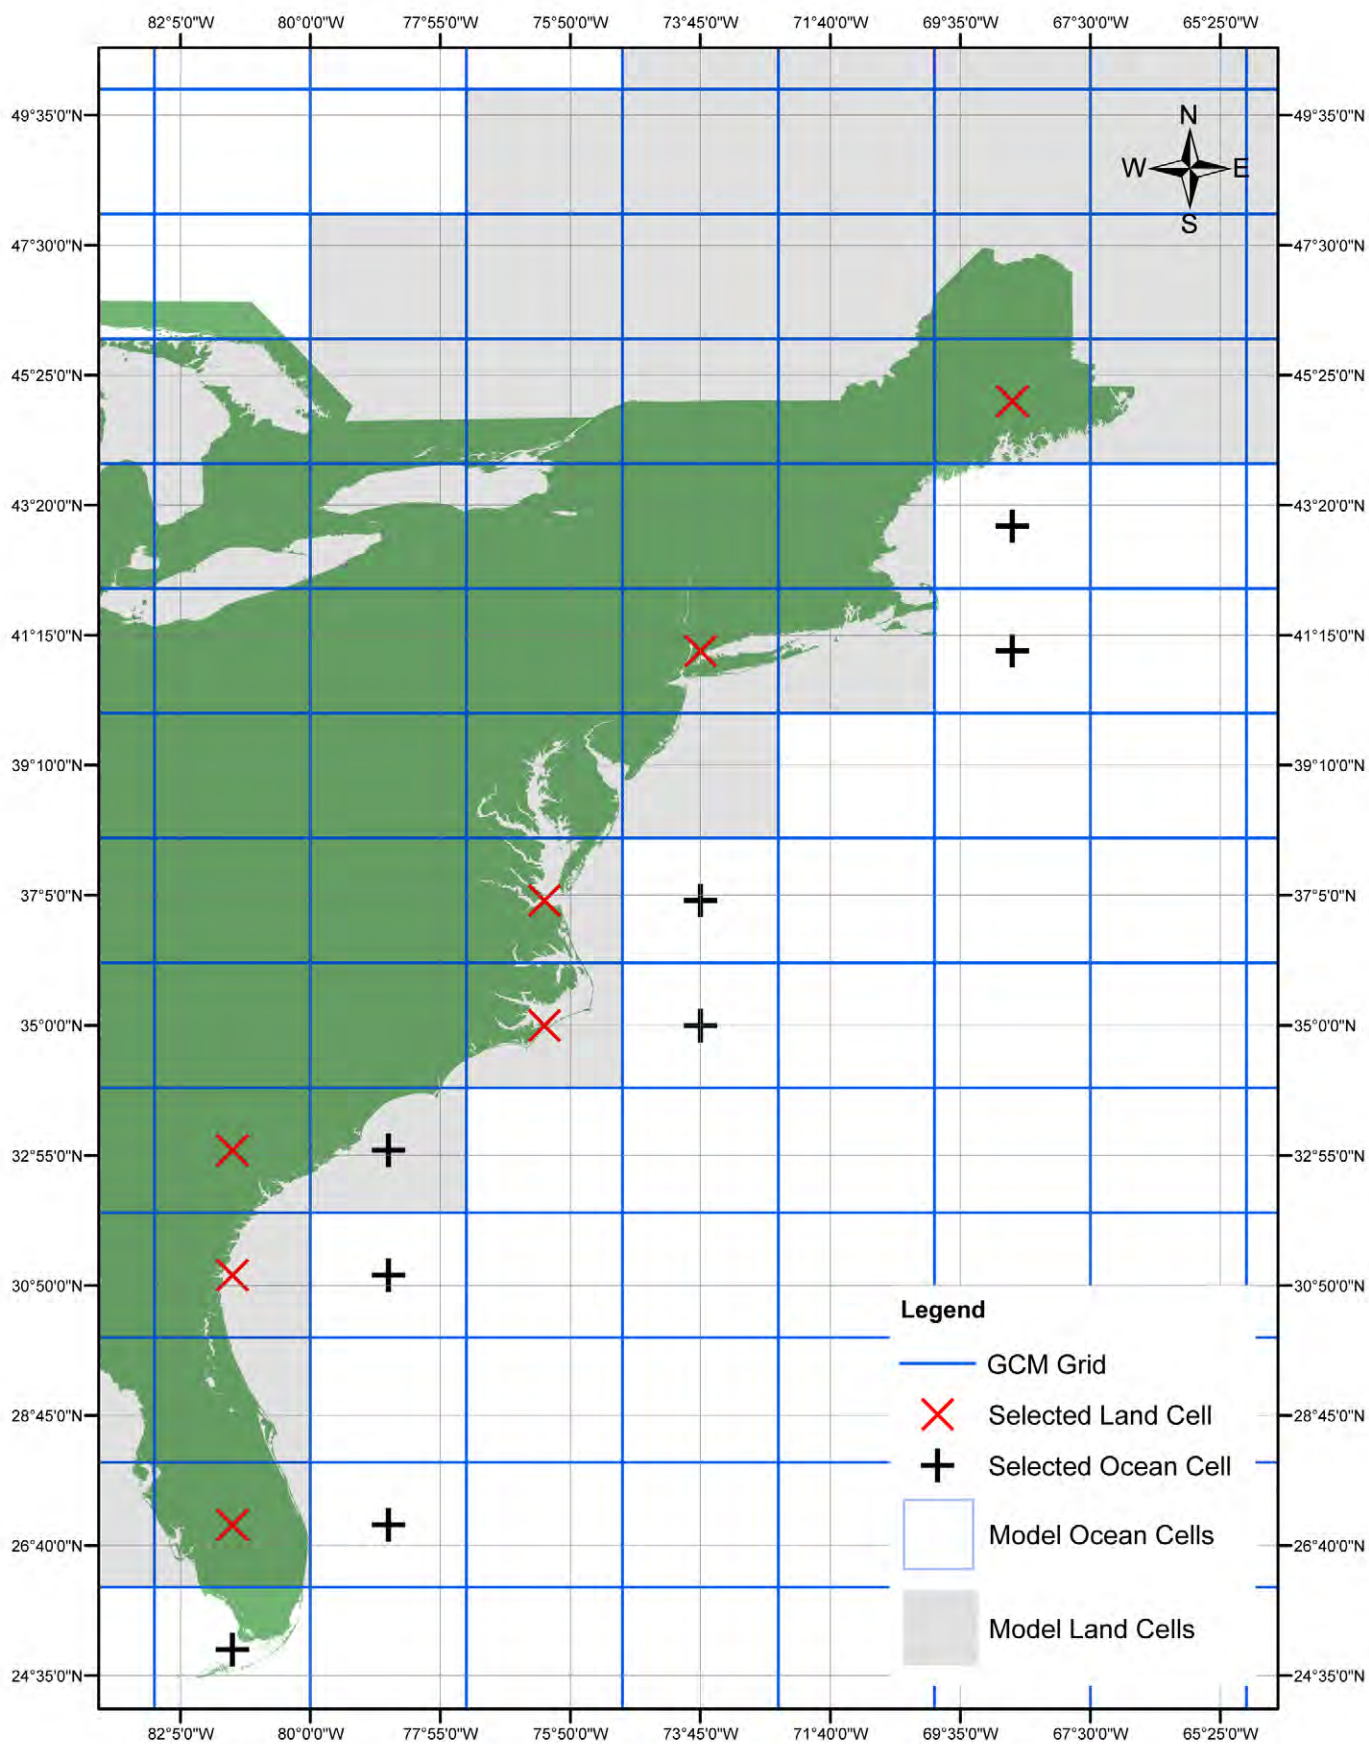 82°5'0"W 80°0'0"W 77°55'0"W 75°50'0"W 73°45'0"W 71°40'0"W 69°35'0"W 67°30'0"W 65°25'0"W
49°35'0"N 49°35'0"N
N
W E
S
47°30'0"N 47°30'0"N
45°25'0"N 45°25'0"N
43°20'0"N 43°20'0"N
41°15'0"N 41°15'0"N
39°10'0"N 39°10'0"N
37°5'0"N 37°5'0"N
35°0'0"N 35°0'0"N
32°55'0"N 32°55'0"N
30°50'0"N 30°50'0"N
Legend
GCM Grid
Selected Land Cell
28°45'0"N 28°45'0"N
Selected Ocean Cell
Model Ocean Cells
26°40'0"N 26°40'0"N
Model Land Cells
24°35'0"N 24°35'0"N
82°5'0"W 80°0'0"W 77°55'0"W 75°50'0"W 73°45'0"W 71°40'0"W 69°35'0"W 67°30'0"W 65°25'0"W